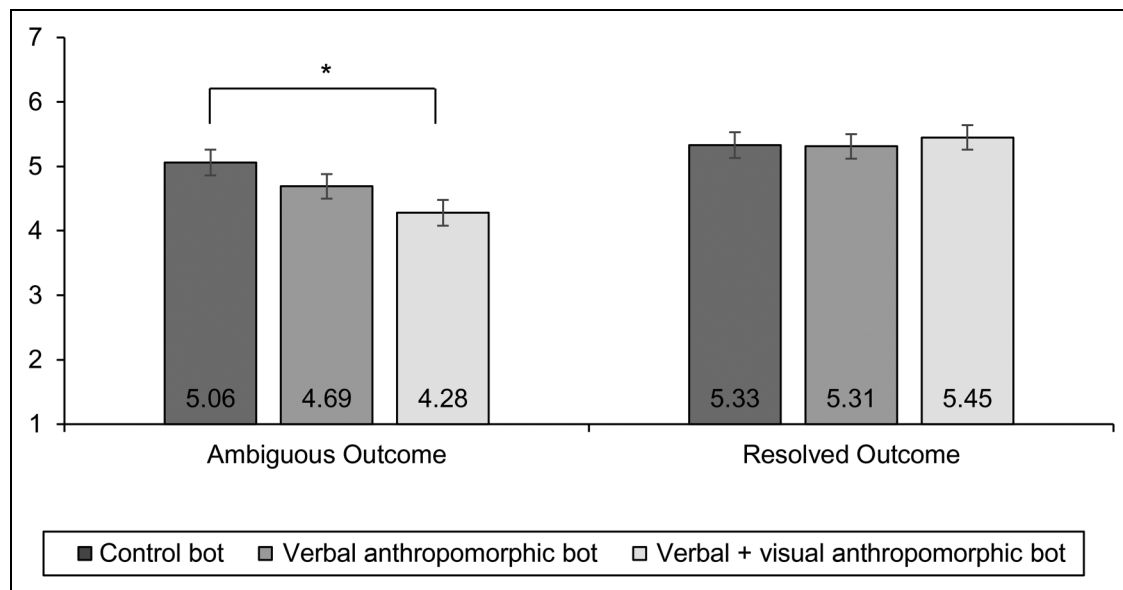 7
*
6
5
4
3
2
5.06 4.69 4.28 5.33 5.31 5.45
1
Ambiguous Outcome Resolved Outcome
Control bot Verbal anthropomorphic bot Verbal + visual anthropomorphic bot